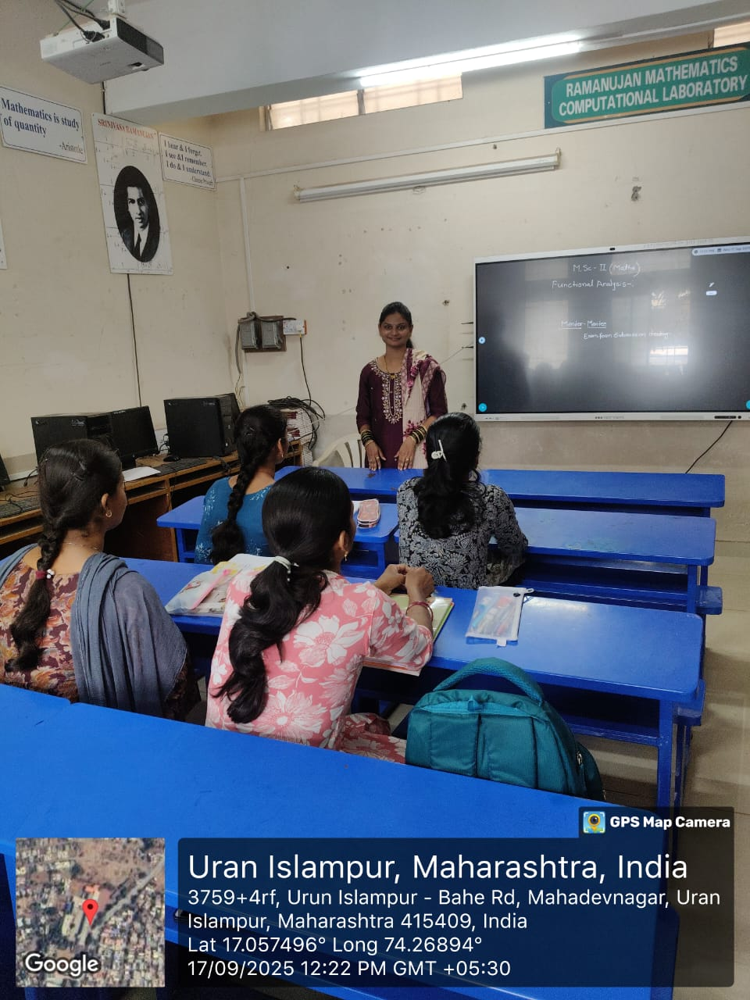 Mathematics is study
of quantity
-Aristotle
SRINIVASA RAMANUJAN
I hear & I forget.
I see & I remember.
I do & I understand.
RAMANUJAN MATHEMATICS
COMPUTATIONAL LABORATORY
M.Sc - II (Maths)
Functional Analysis-.
Mentor - Mentee
Exam form Submission
GPS Map Camera
Uran Islampur, Maharashtra, India
3759+4rf, Urun Islampur - Bahe Rd, Mahadevnagar, Uran
Islampur, Maharashtra 415409, India
Lat 17.057496° Long 74.26894°
17/09/2025 12:22 PM GMT +05:30
Google